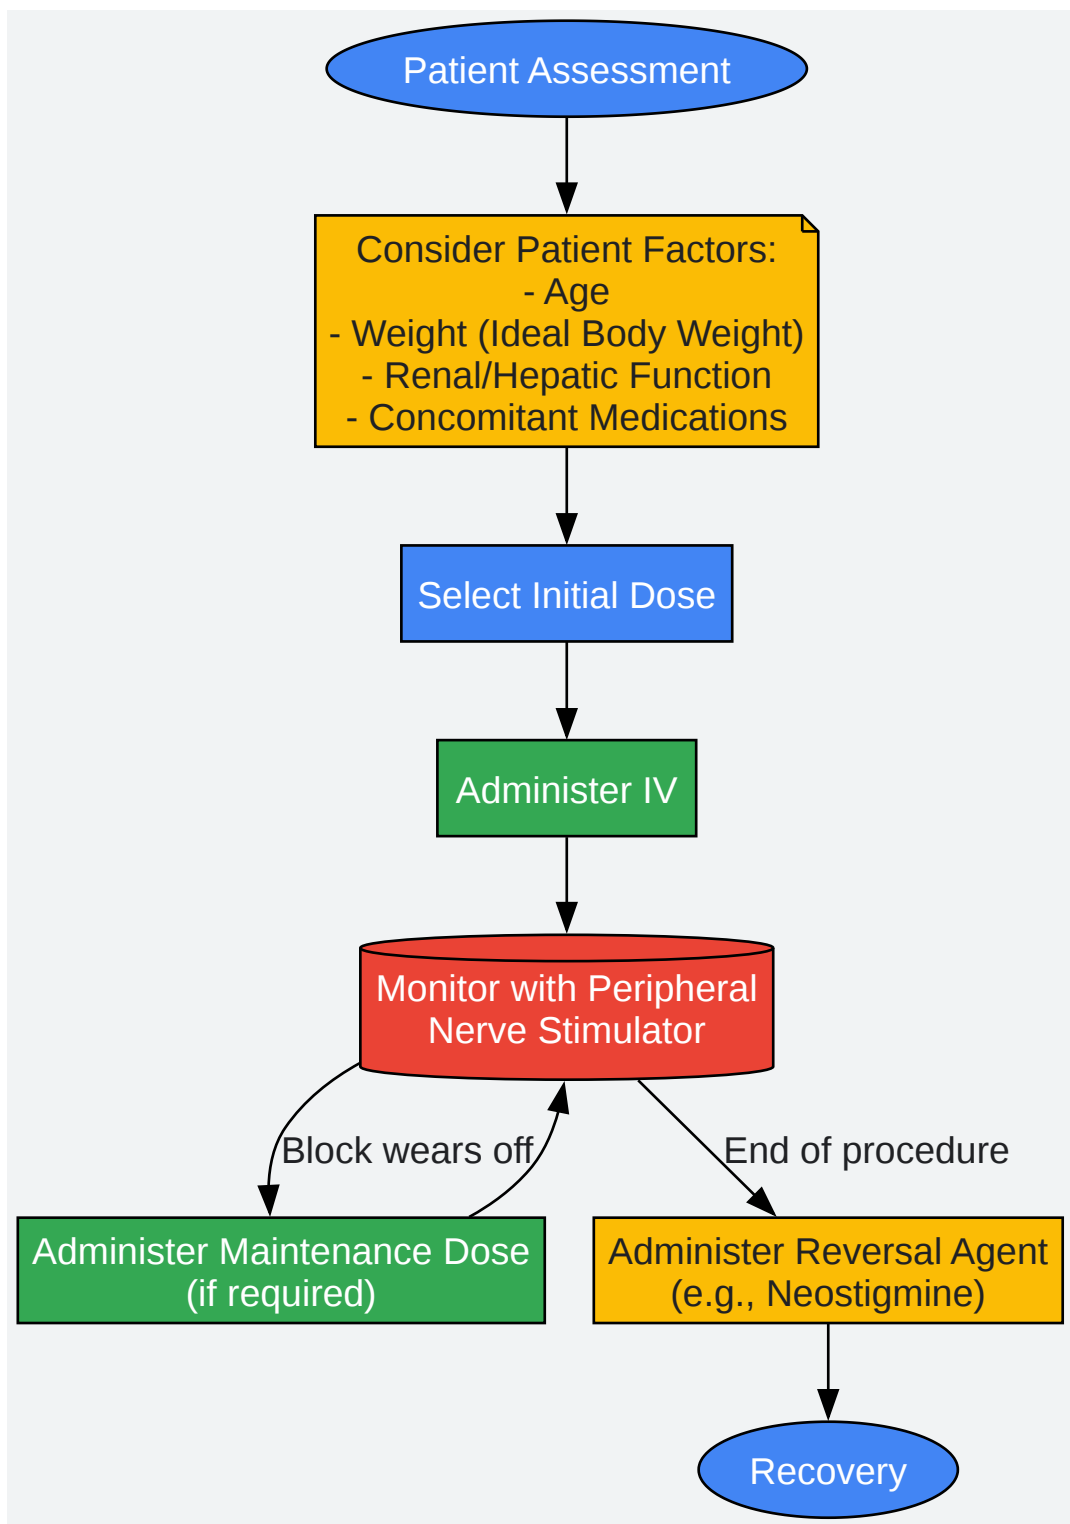 Patient Assessment
Consider Patient Factors:
- Age
- Weight (Ideal Body Weight)
- Renal/Hepatic Function
- Concomitant Medications
Select Initial Dose
Administer IV
Monitor with Peripheral
Nerve Stimulator
Block wears off
End of procedure
Administer Maintenance Dose
(if required)
Administer Reversal Agent
(e.g., Neostigmine)
Recovery